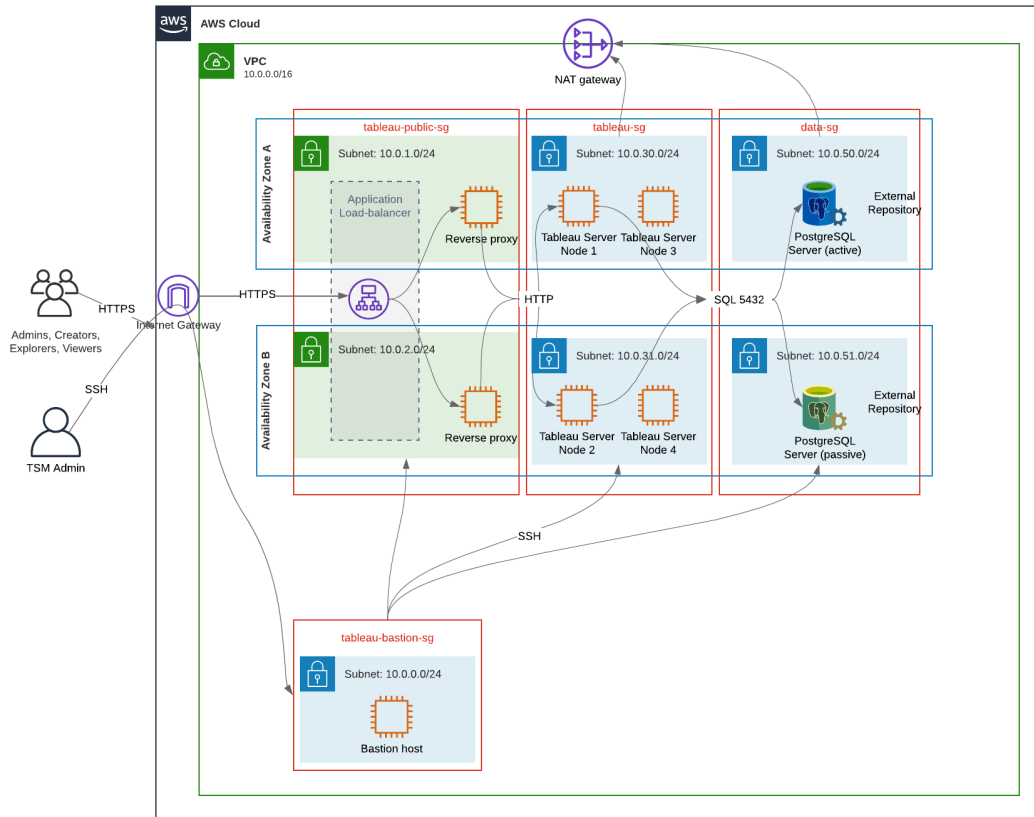 aws
AWS Cloud
VPC
10.0.0.0/16
NAT gateway
tableau-public-sg
tableau-sg
data-sg
Availability Zone A
Subnet: 10.0.1.0/24
Subnet: 10.0.30.0/24
Subnet: 10.0.50.0/24
Application
Load-balancer
Reverse proxy
Tableau Server
Node 1
Tableau Server
Node 3
PostgreSQL
Server (active)
External
Repository
HTTPS
Admins, Creators,
Explorers, Viewers
Internet Gateway
HTTPS
HTTP
SQL 5432
Availability Zone B
Subnet: 10.0.2.0/24
Subnet: 10.0.31.0/24
Subnet: 10.0.51.0/24
SSH
TSM Admin
Reverse proxy
Tableau Server
Node 2
Tableau Server
Node 4
PostgreSQL
Server (passive)
External
Repository
SSH
tableau-bastion-sg
Subnet: 10.0.0.0/24
Bastion host